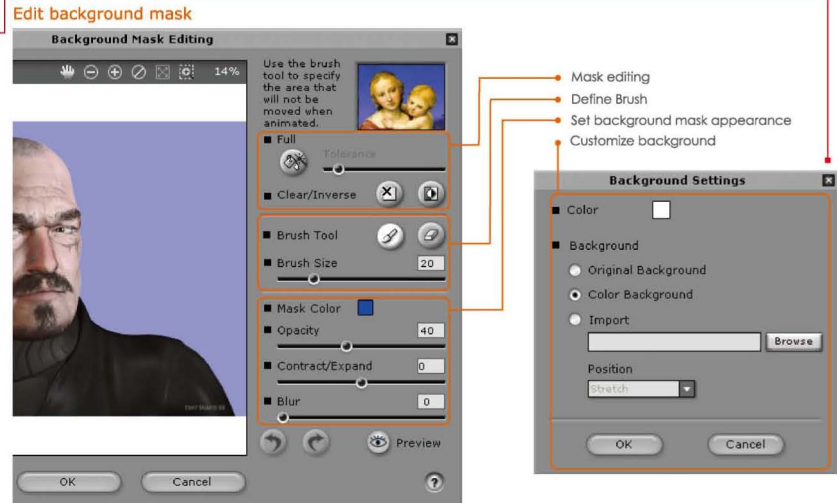 Edit background mask
Background Mask Editing
14%
Use the brush
tool to specify
the area that
will not be
moved when
animated.
Full
Tolerance
Clear/Inverse
Brush Tool
Brush Size
20
Mask Color
Opacity
40
Contract/Expand
0
Blur
0
Preview
OK
Cancel
?
Mask editing
Define Brush
Set background mask appearance
Customize background
Background Settings
Color
Background
Original Background
Color Background
Import
Browse
Position
Stretch
OK
Cancel